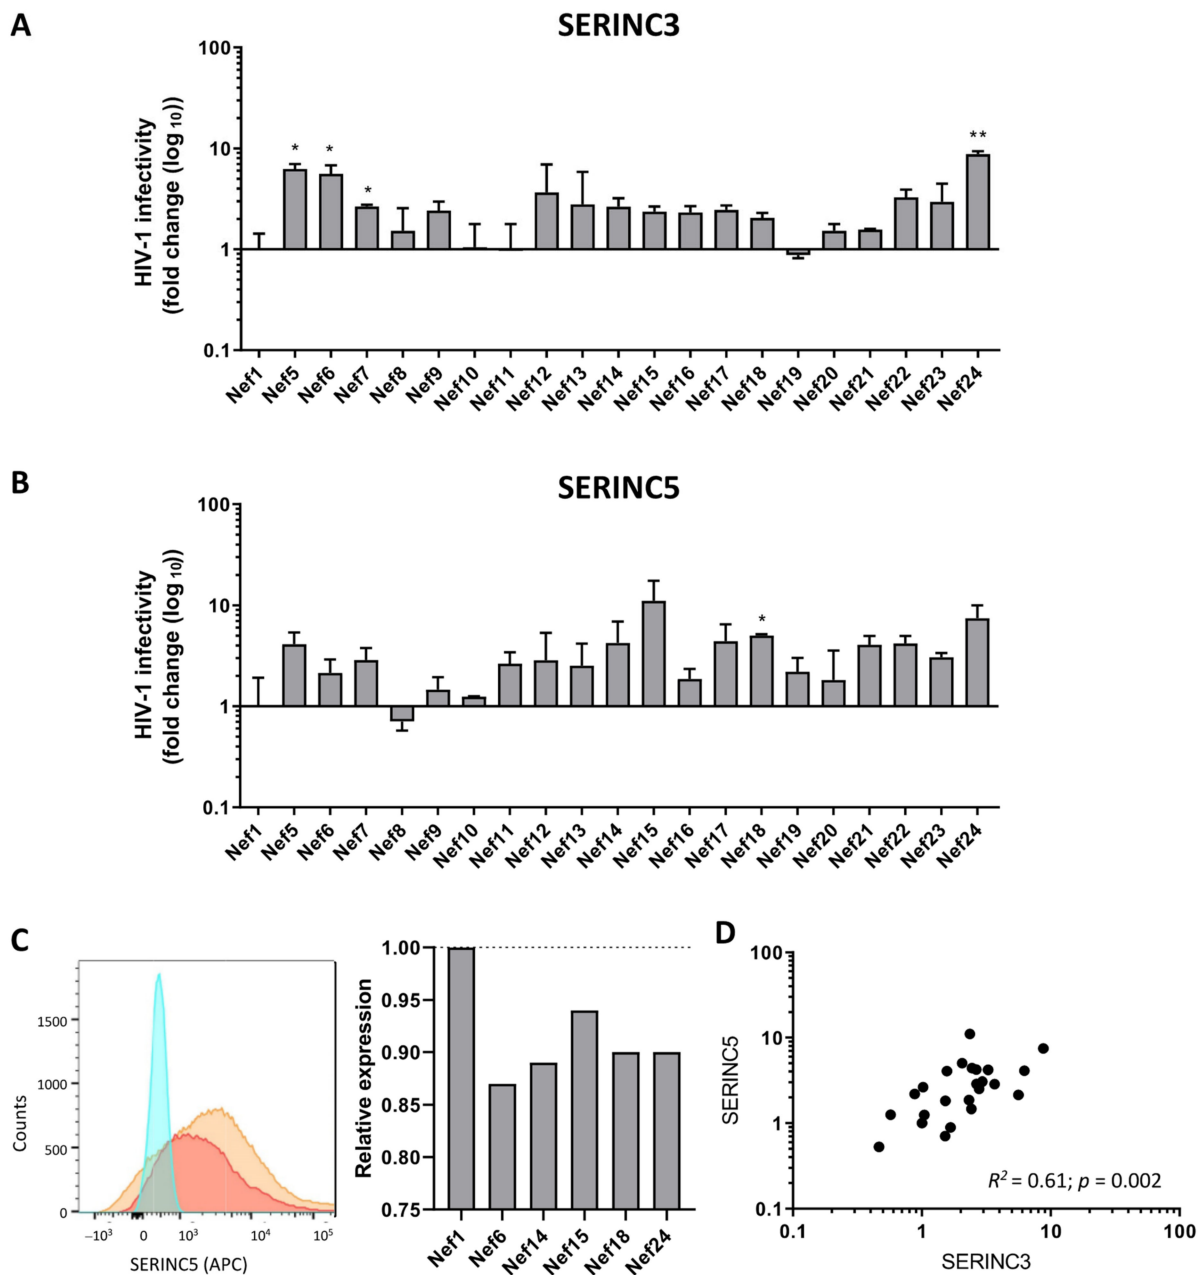 A
SERINC3
HIV-1 infectivity
(fold change (log 10))
100
10
1
0.1
* * * **
Nef1 Nef5 Nef6 Nef7 Nef8 Nef9 Nef10 Nef11 Nef12 Nef13 Nef14 Nef15 Nef16 Nef17 Nef18 Nef19 Nef20 Nef21 Nef22 Nef23 Nef24
B
SERINC5
HIV-1 infectivity
(fold change (log 10))
100
10
1
0.1
*
Nef1 Nef5 Nef6 Nef7 Nef8 Nef9 Nef10 Nef11 Nef12 Nef13 Nef14 Nef15 Nef16 Nef17 Nef18 Nef19 Nef20 Nef21 Nef22 Nef23 Nef24
C
Counts
1500
1000
500
0
−10³ 0 10³ 10⁴ 10⁵
SERINC5 (APC)
Relative expression
1.00
0.95
0.90
0.85
0.80
0.75
Nef1 Nef6 Nef14 Nef15 Nef18 Nef24
D
SERINC5
100
10
1
0.1
R² = 0.61; p = 0.002
0.1 1 10 100
SERINC3